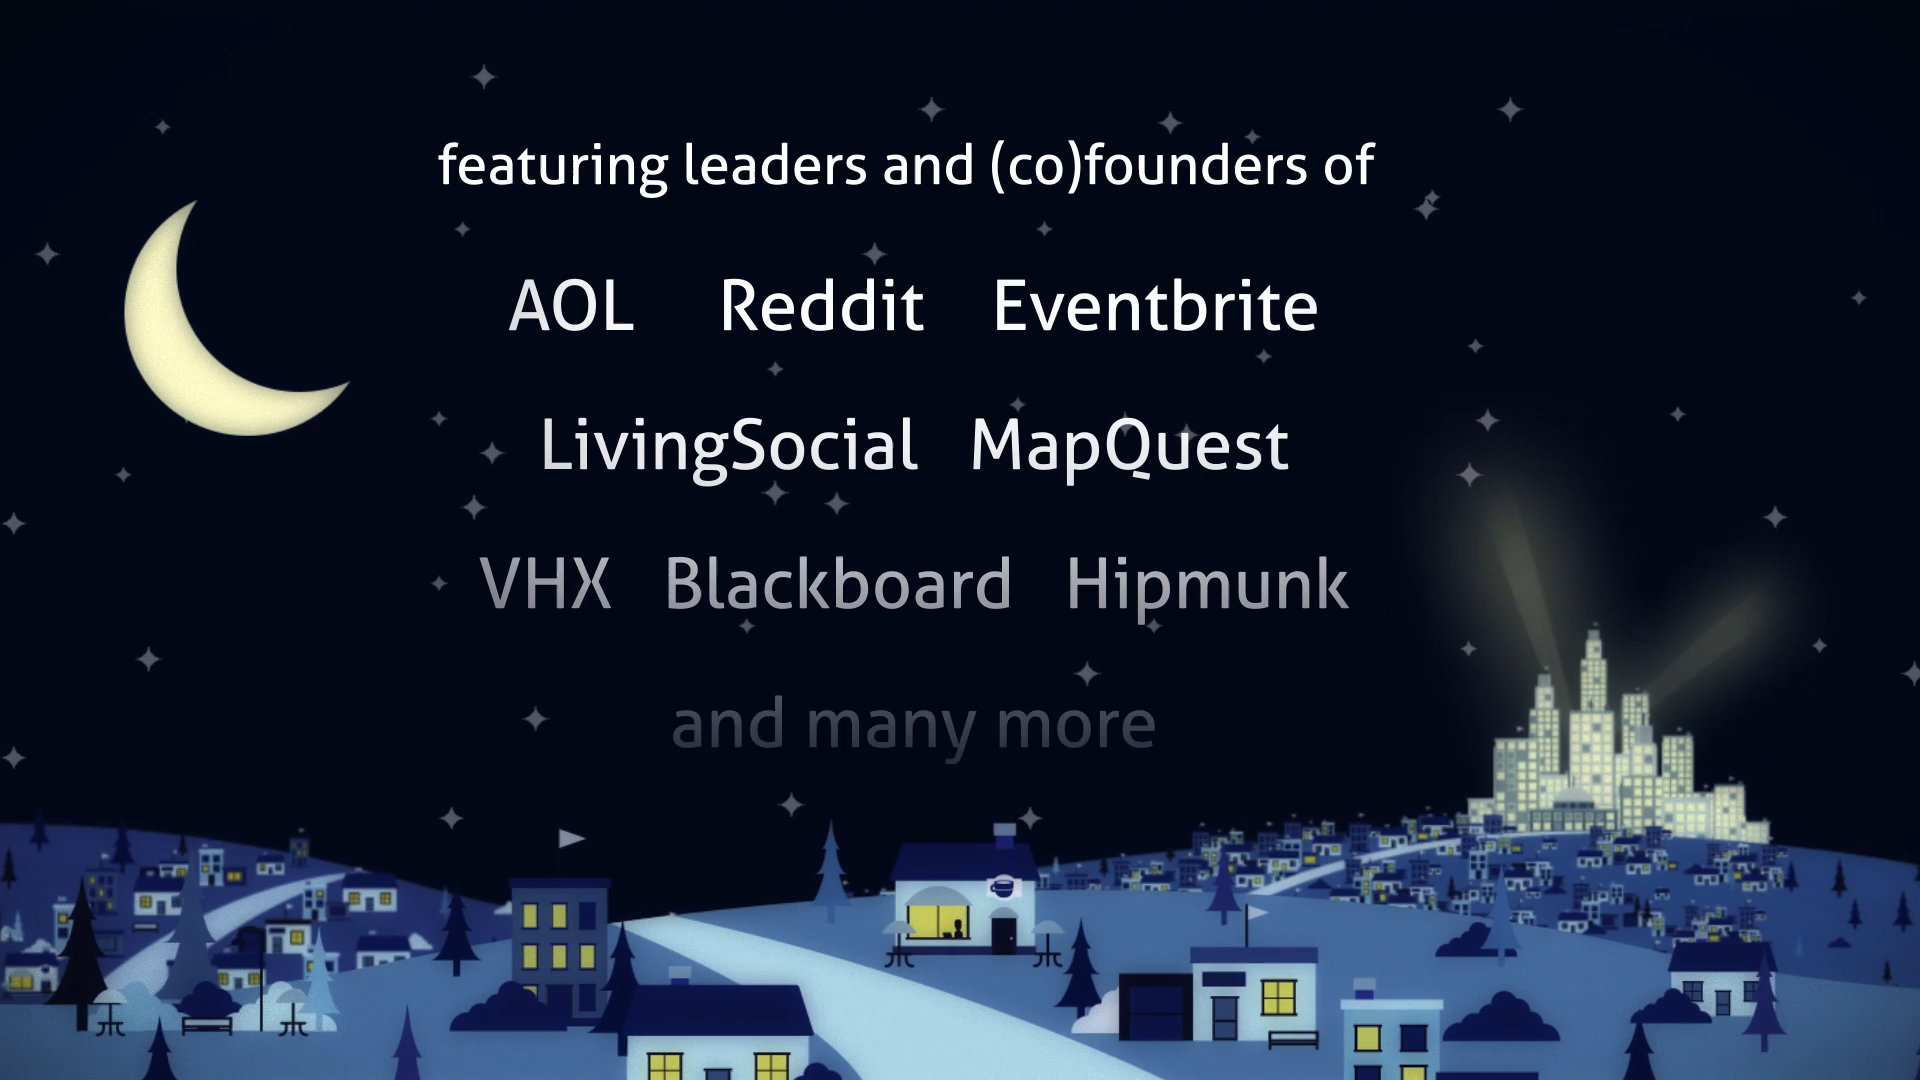 featuring leaders and (co)founders of
AOL Reddit Eventbrite
LivingSocial MapQuest
VHX Blackboard Hipmunk
and many more